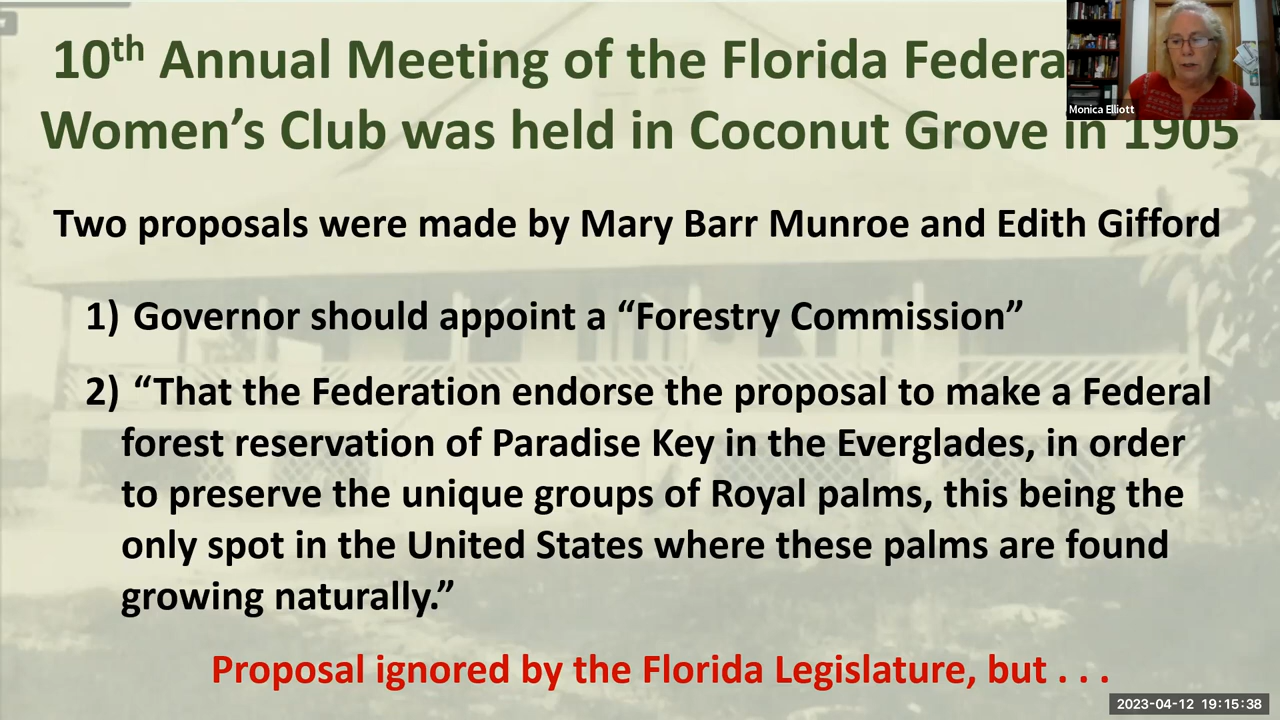 10th Annual Meeting of the Florida
Women's Club was held in Coconut Grove in 1905
Monica Elliott
Two proposals were made by Mary Barr Munroe and Edith Gifford
1) Governor should appoint a “Forestry Commission”
2) “That the Federation endorse the proposal to make a Federal
forest reservation of Paradise Key in the Everglades, in order
to preserve the unique groups of Royal palms, this being the
only spot in the United States where these palms are found
growing naturally.”
Proposal ignored by the Florida Legislature, but . . .
2023-04-12 19:15:38